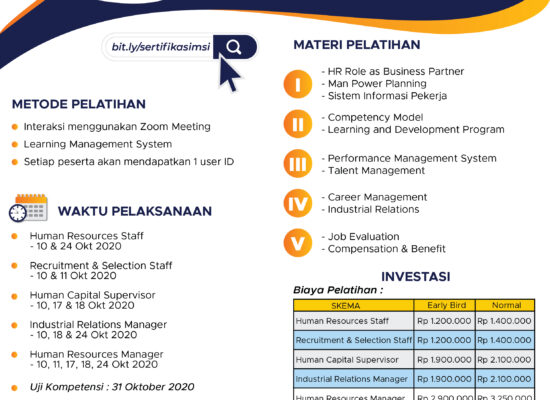 bit.ly/sertifikasimsi
METODE PELATIHAN
Interaksi menggunakan Zoom Meeting
Learning Management System
Setiap peserta akan mendapatkan 1 user ID
WAKTU PELAKSANAAN
Human Resources Staff
- 10 & 24 Okt 2020
Recruitment & Selection Staff
- 10 & 11 Okt 2020
Human Capital Supervisor
- 10, 17 & 18 Okt 2020
Industrial Relations Manager
- 10, 18 & 24 Okt 2020
Human Resources Manager
- 10, 11, 17, 18, 24 Okt 2020
Uji Kompetensi : 31 Oktober 2020
MATERI PELATIHAN
I
- HR Role as Business Partner
- Man Power Planning
- Sistem Informasi Pekerja
II
- Competency Model
- Learning and Development Program
III
- Performance Management System
- Talent Management
IV
- Career Management
- Industrial Relations
V
- Job Evaluation
- Compensation & Benefit
INVESTASI
Biaya Pelatihan :
SKEMA Early Bird Normal
Human Resources Staff Rp 1.200.000 Rp 1.400.000
Recruitment & Selection Staff Rp 1.200.000 Rp 1.400.000
Human Capital Supervisor Rp 1.900.000 Rp 2.100.000
Industrial Relations Manager Rp 1.900.000 Rp 2.100.000
Human Resources Manager Rp 2.900.000 Rp 3.250.000